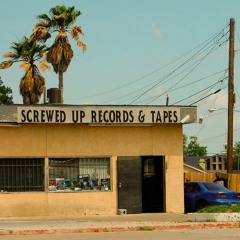 SCREWED UP RECORDS & TAPES